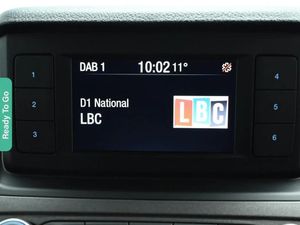 DAB 1 10:02 11°
D1 National
LBC
LBC
1
2
3
4
5
6
Ready To Go